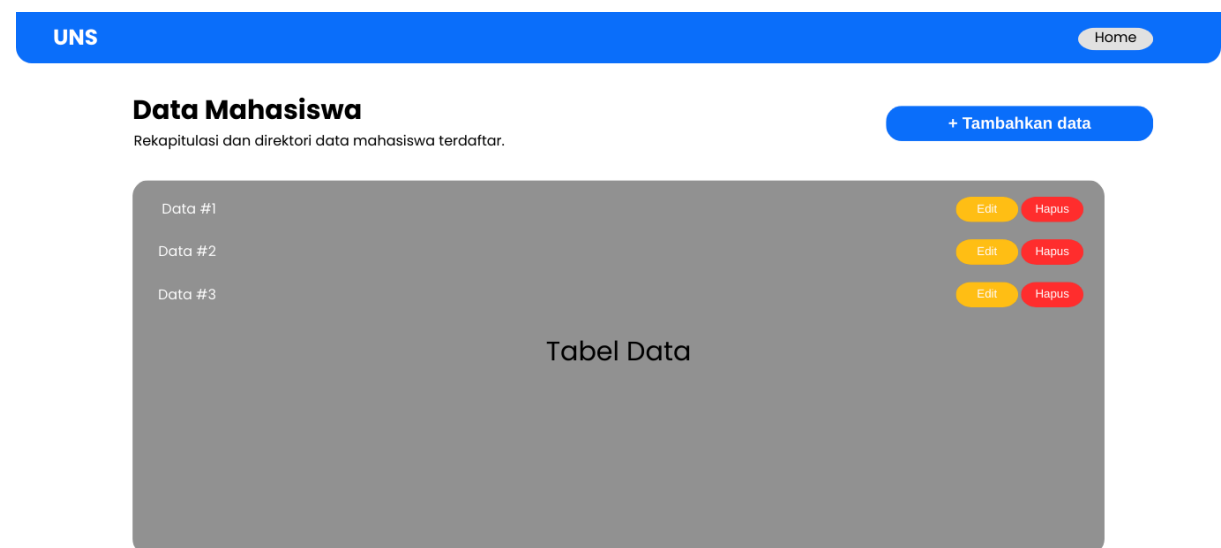 UNS Home
Data Mahasiswa
Rekapitulasi dan direktori data mahasiswa terdaftar.
+ Tambahkan data
Data #1 Edit Hapus
Data #2 Edit Hapus
Data #3 Edit Hapus
Tabel Data